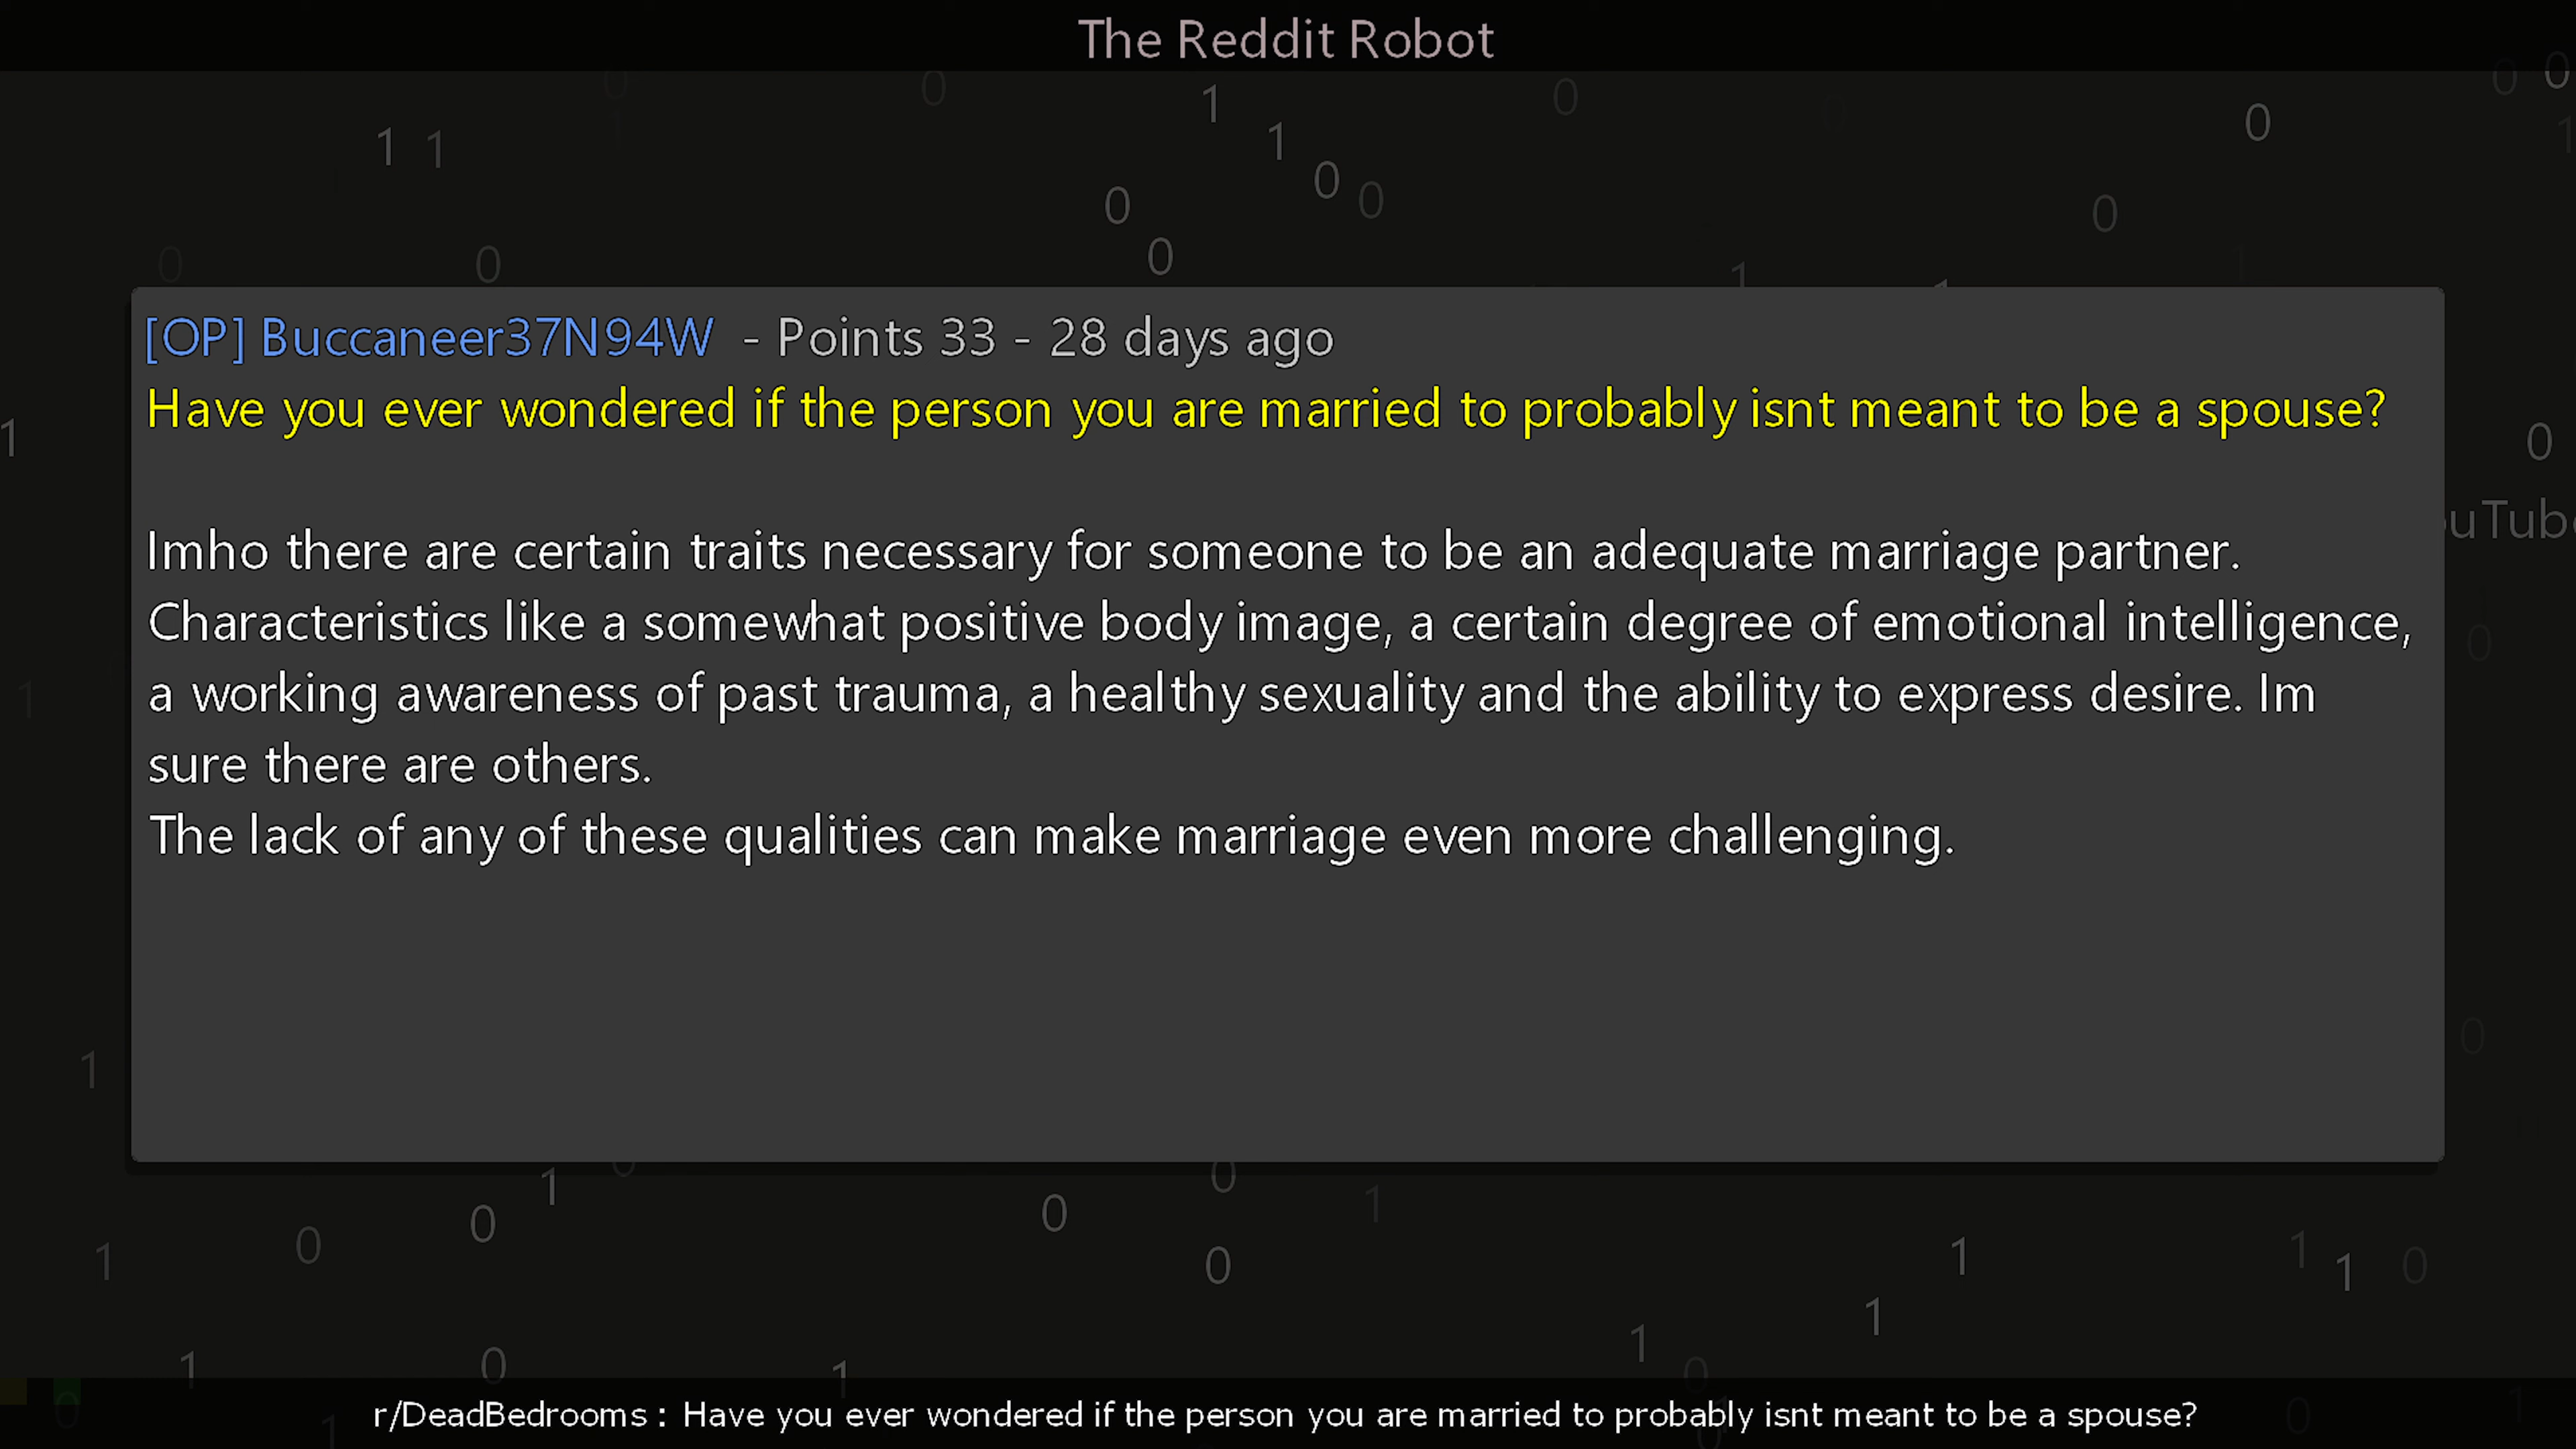 The Reddit Robot
[OP] Buccaneer37N94W - Points 33 - 28 days ago
Have you ever wondered if the person you are married to probably isnt meant to be a spouse?
Imho there are certain traits necessary for someone to be an adequate marriage partner.
Characteristics like a somewhat positive body image, a certain degree of emotional intelligence,
a working awareness of past trauma, a healthy sexuality and the ability to express desire. Im
sure there are others.
The lack of any of these qualities can make marriage even more challenging.
r/DeadBedrooms : Have you ever wondered if the person you are married to probably isnt meant to be a spouse?